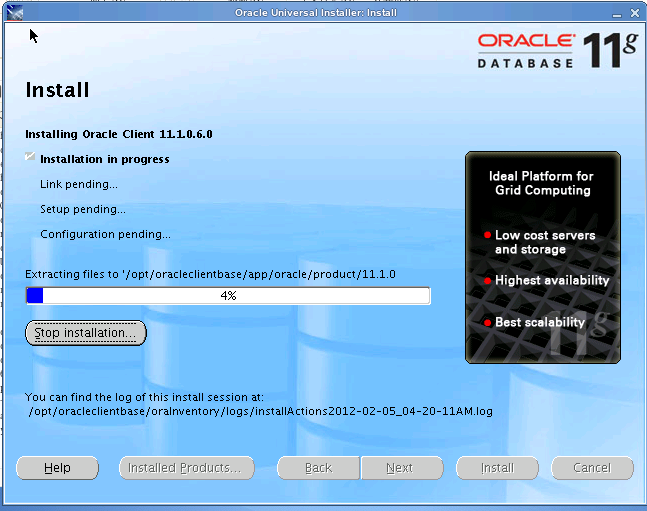 Oracle Universal Installer: Install
ORACLE
DATABASE 11g
Install
Installing Oracle Client 11.1.0.6.0
Installation in progress
Link pending...
Setup pending...
Configuration pending...
Ideal Platform for
Grid Computing
Low cost servers
and storage
Highest availability
Best scalability
11g
Extracting files to '/opt/oracleclientbase/app/oracle/product/11.1.0
4%
Stop installation...
You can find the log of this install session at:
/opt/oracleclientbase/oraInventory/logs/installActions2012-02-05_04-20-11AM.log
Help
Installed Products...
Back
Next
Install
Cancel